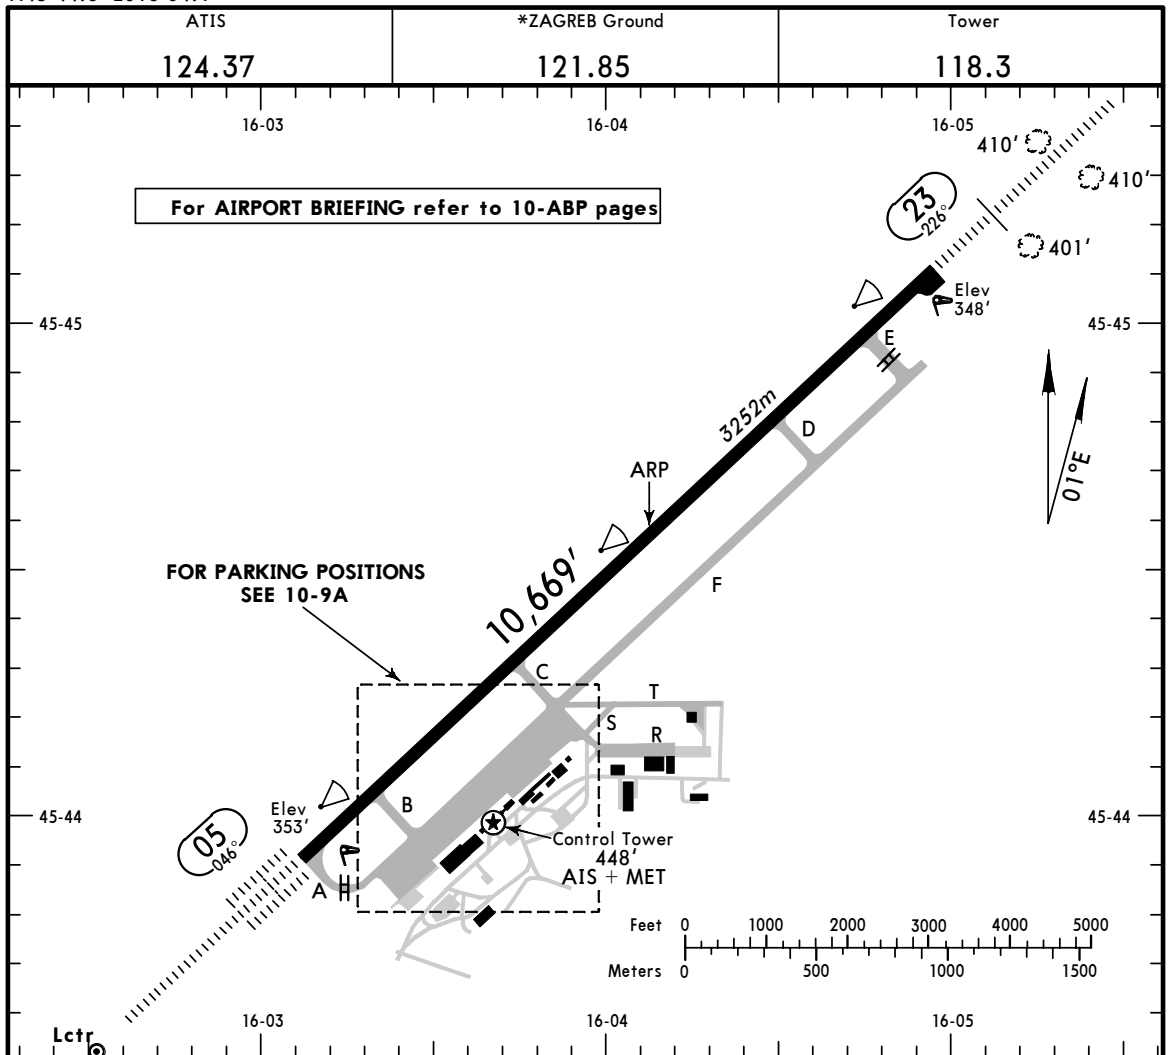 ATIS
*ZAGREB Ground
Tower
124.37
121.85
118.3
16-03
16-04
16-05
410'
410'
For AIRPORT BRIEFING refer to 10-ABP pages
23
226°
401'
Elev
348'
45-45
45-45
E
3252m
D
ARP
01°E
FOR PARKING POSITIONS
SEE 10-9A
10,669'
F
C
T
S
R
B
Elev
353'
45-44
45-44
05
046°
Control Tower
448'
AIS + MET
A
Feet 0 1000 2000 3000 4000 5000
Meters 0 500 1000 1500
16-03
16-04
16-05
Lctr